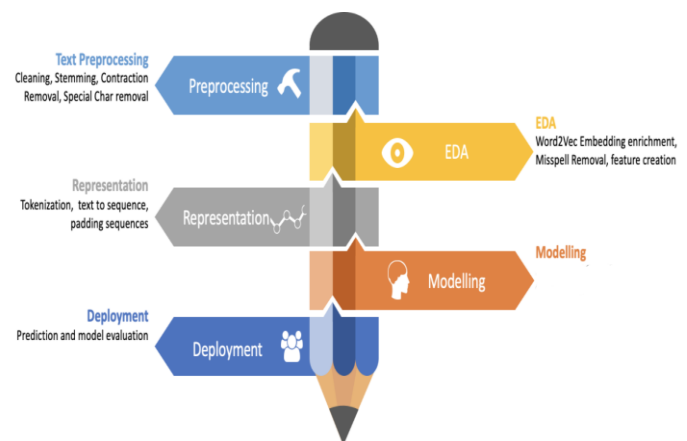 Text Preprocessing
Cleaning, Stemming, Contraction
Removal, Special Char removal
Preprocessing
EDA
EDA
Word2Vec Embedding enrichment,
Misspell Removal, feature creation
Representation
Tokenization, text to sequence,
padding sequences
Representation
Modelling
Modelling
Deployment
Prediction and model evaluation
Deployment